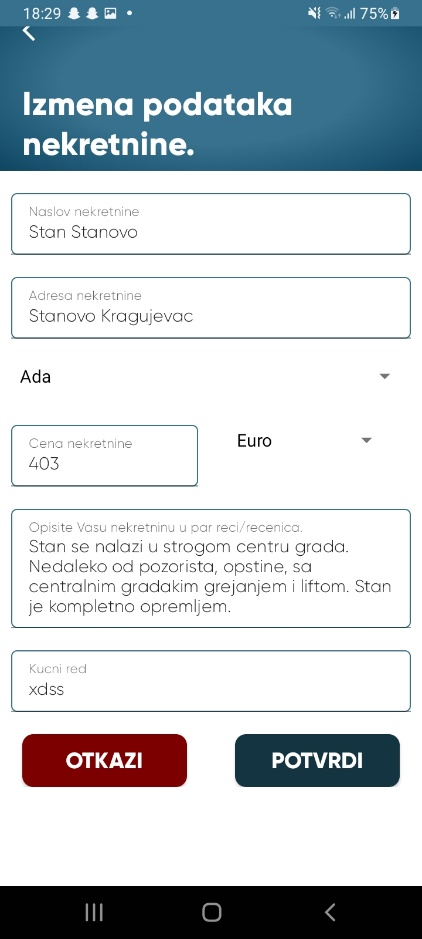 18:29 75%
Izmena podataka
nekretnine.
Naslov nekretnine
Stan Stanovo
Adresa nekretnine
Stanovo Kragujevac
Ada
Cena nekretnine
403
Euro
Opisite Vasu nekretninu u par reci/recenica.
Stan se nalazi u strogom centru grada.
Nedaleko od pozorista, opstine, sa
centralnim gradakim grejanjem i liftom. Stan
je kompletno opremljem.
Kucni red
xdss
OTKAZI
POTVRDI